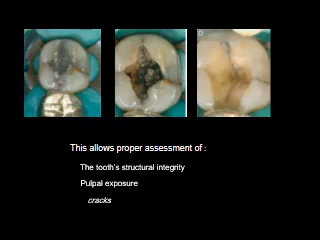 This allows proper assessment of :
The tooth's structural integrity
Pulpal exposure
cracks